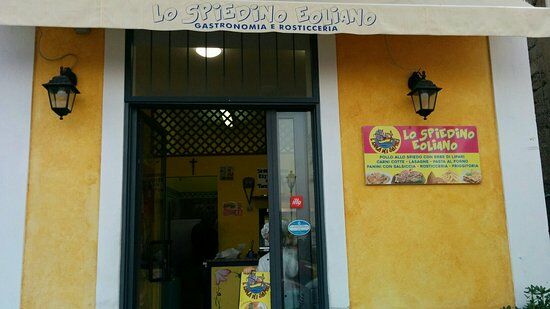 LO SPIEDINO EOLIANO
GASTRONOMIA E ROSTICCERIA
LO SPIEDINO
EOLIANO
POLLO ALLO SPIEDO CON ERBE DI LIPARI
CARNI COTTE - LASAGNE - PASTA AL FORNO
PANINI CON SALSICCIA - ROSTICCERIA - FRIGGITORIA
illy